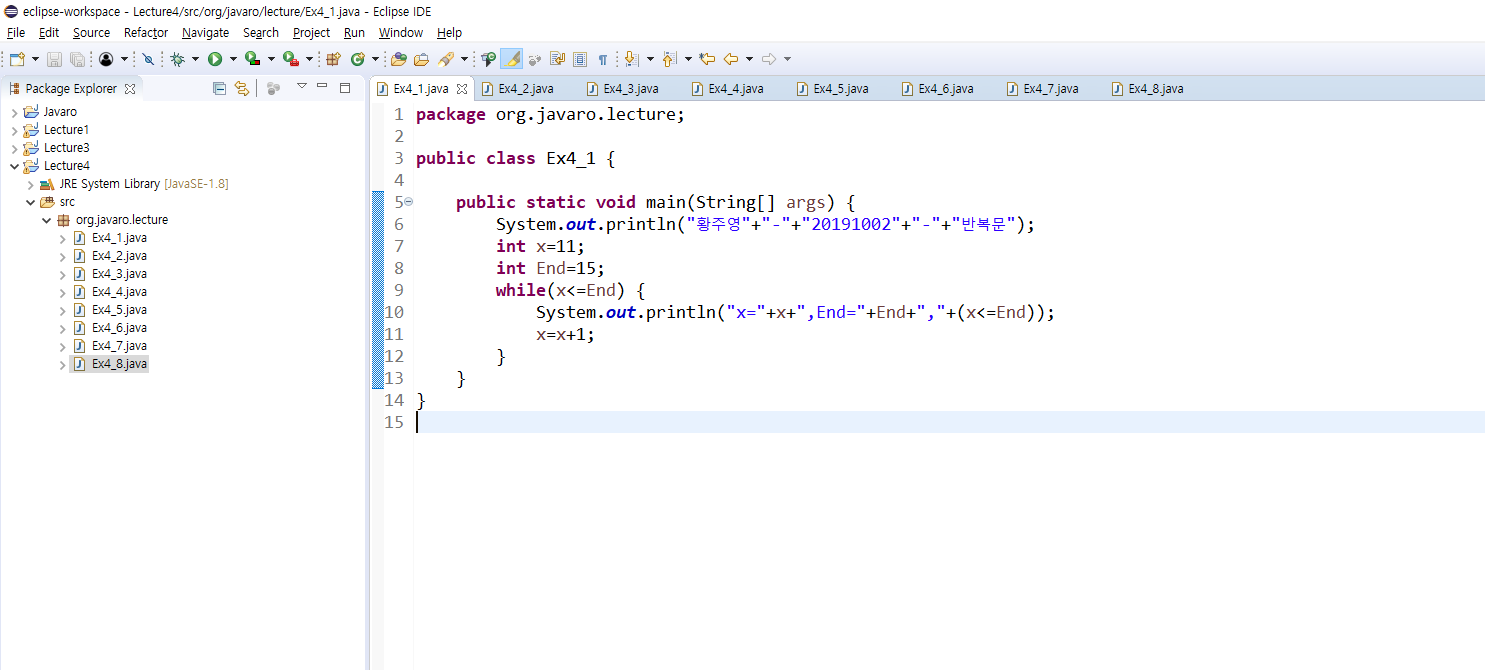 eclipse-workspace - Lecture4/src/org/javaro/lecture/Ex4_1.java - Eclipse IDE
File Edit Source Refactor Navigate Search Project Run Window Help
Package Explorer
Javaro
Lecture1
Lecture3
Lecture4
JRE System Library [JavaSE-1.8]
src
org.javaro.lecture
Ex4_1.java
Ex4_2.java
Ex4_3.java
Ex4_4.java
Ex4_5.java
Ex4_6.java
Ex4_7.java
Ex4_8.java
Ex4_1.java Ex4_2.java Ex4_3.java Ex4_4.java Ex4_5.java Ex4_6.java Ex4_7.java Ex4_8.java
1 package org.javaro.lecture;
2
3 public class Ex4_1 {
4
5 public static void main(String[] args) {
6 System.out.println("황주영"+"-"+"20191002"+"-"+"반복문");
7 int x=11;
8 int End=15;
9 while(x<=End) {
10 System.out.println("x="+x+",End="+End+","+(x<=End));
11 x=x+1;
12 }
13 }
14 }
15